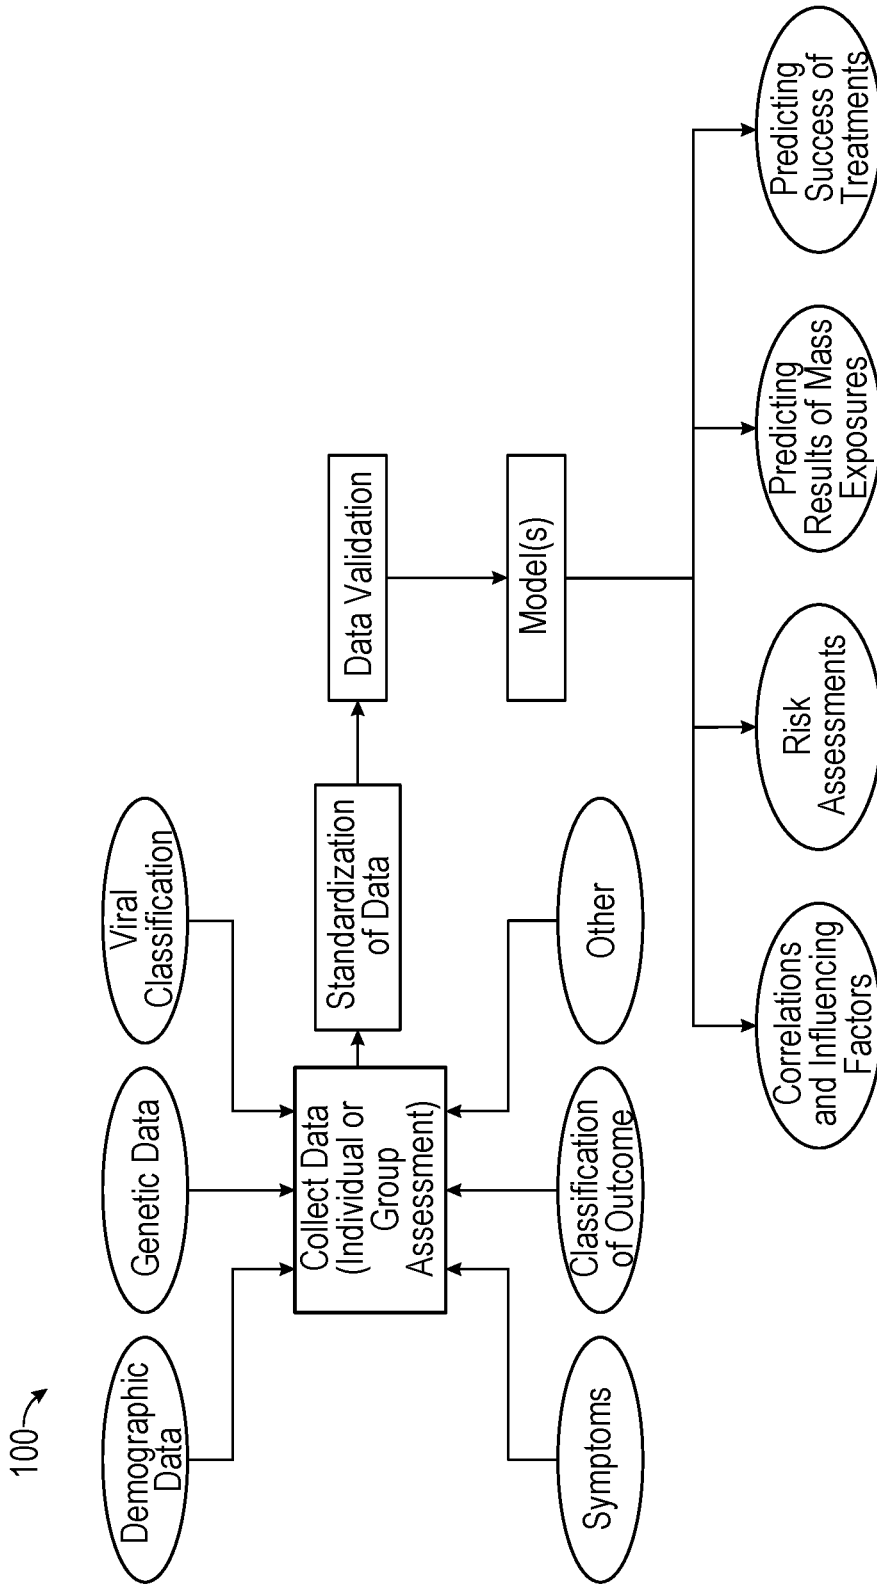 100
Demographic
Data
Genetic Data
Viral
Classification
Collect Data
(Individual or
Group
Assessment)
Standardization
of Data
Data Validation
Symptoms
Classification
of Outcome
Other
Model(s)
Correlations
and Influencing
Factors
Risk
Assessments
Predicting
Results of Mass
Exposures
Predicting
Success of
Treatments